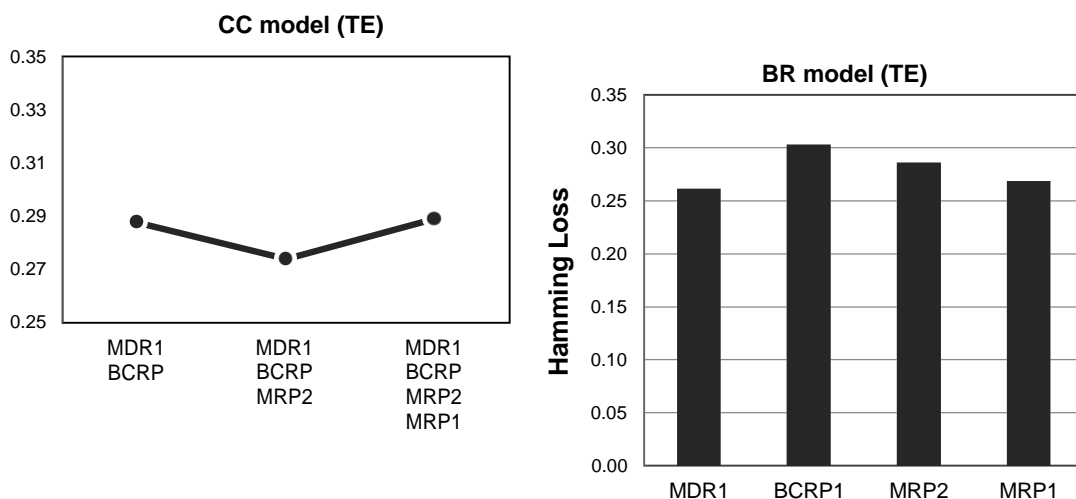 CC model (TE)
0.35
0.33
0.31
0.29
0.27
0.25
MDR1
BCRP
MDR1
BCRP
MRP2
MDR1
BCRP
MRP2
MRP1
BR model (TE)
Hamming Loss
0.35
0.30
0.25
0.20
0.15
0.10
0.05
0.00
MDR1 BCRP1 MRP2 MRP1